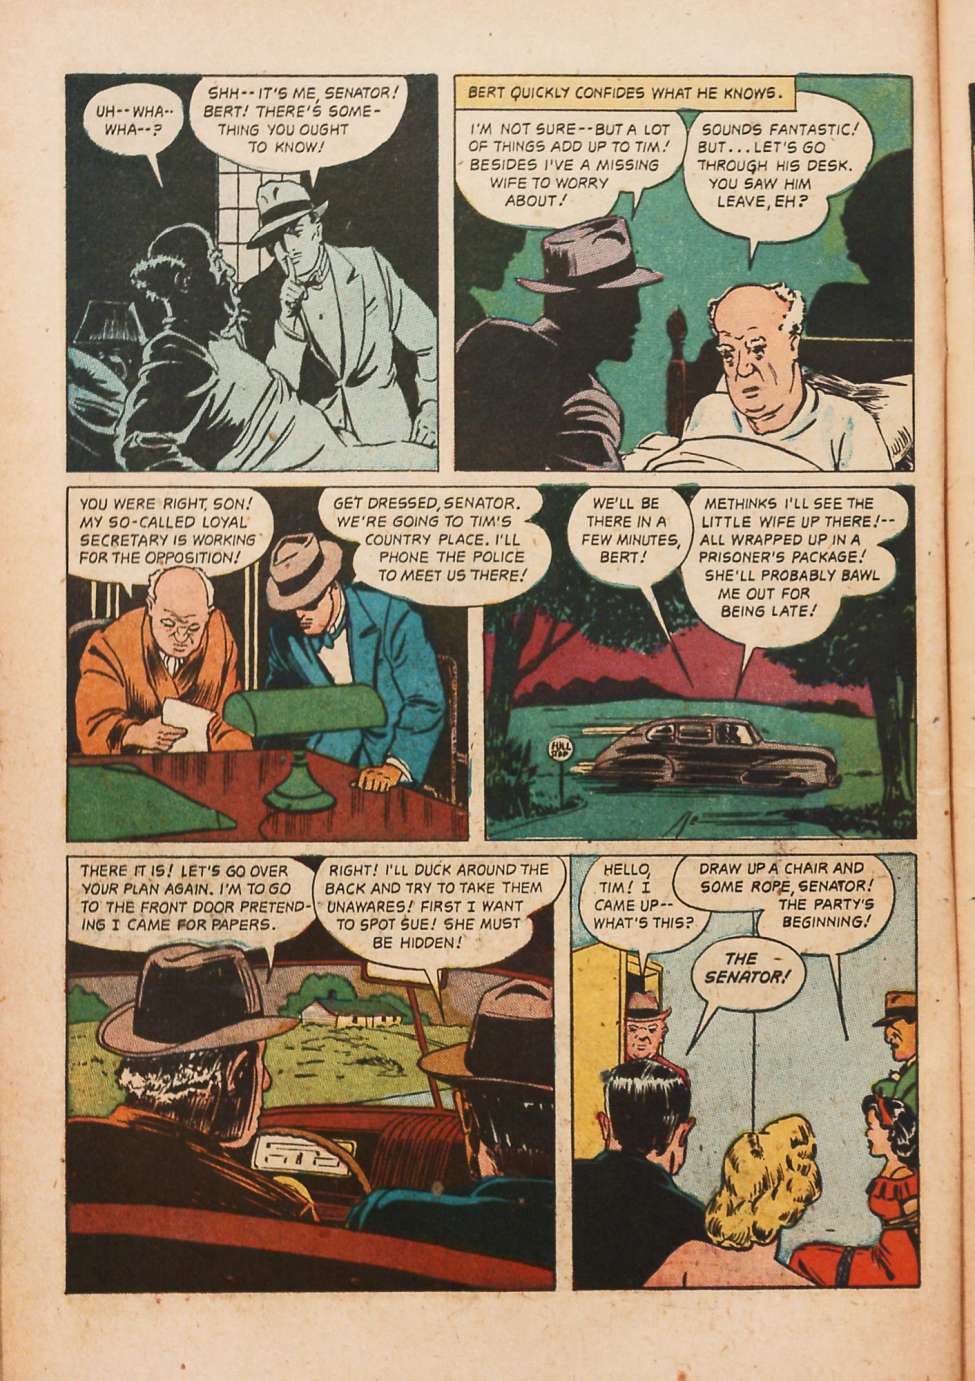 UH--WHA--
WHA--?
SHH--IT'S ME, SENATOR!
BERT! THERE'S SOME-
THING YOU OUGHT
TO KNOW!
BERT QUICKLY CONFIDES WHAT HE KNOWS.
I'M NOT SURE--BUT A LOT
OF THINGS ADD UP TO TIM!
BESIDES I'VE A MISSING
WIFE TO WORRY
ABOUT!
SOUNDS FANTASTIC!
BUT...LET'S GO
THROUGH HIS DESK.
YOU SAW HIM
LEAVE, EH?
YOU WERE RIGHT, SON!
MY SO-CALLED LOYAL
SECRETARY IS WORKING
FOR THE OPPOSITION!
GET DRESSED, SENATOR.
WE'RE GOING TO TIM'S
COUNTRY PLACE. I'LL
PHONE THE POLICE
TO MEET US THERE!
WE'LL BE
THERE IN A
FEW MINUTES,
BERT!
METHINKS I'LL SEE THE
LITTLE WIFE UP THERE!--
ALL WRAPPED UP IN A
PRISONER'S PACKAGE!
SHE'LL PROBABLY BAWL
ME OUT FOR
BEING LATE!
FULL
STOP
THERE IT IS! LET'S GO OVER
YOUR PLAN AGAIN. I'M TO GO
TO THE FRONT DOOR PRETEND-
ING I CAME FOR PAPERS.
RIGHT! I'LL DUCK AROUND THE
BACK AND TRY TO TAKE THEM
UNAWARES! FIRST I WANT
TO SPOT SUE! SHE MUST
BE HIDDEN!
HELLO,
TIM! I
CAME UP--
WHAT'S THIS?
DRAW UP A CHAIR AND
SOME ROPE, SENATOR!
THE PARTY'S
BEGINNING!
THE
SENATOR!